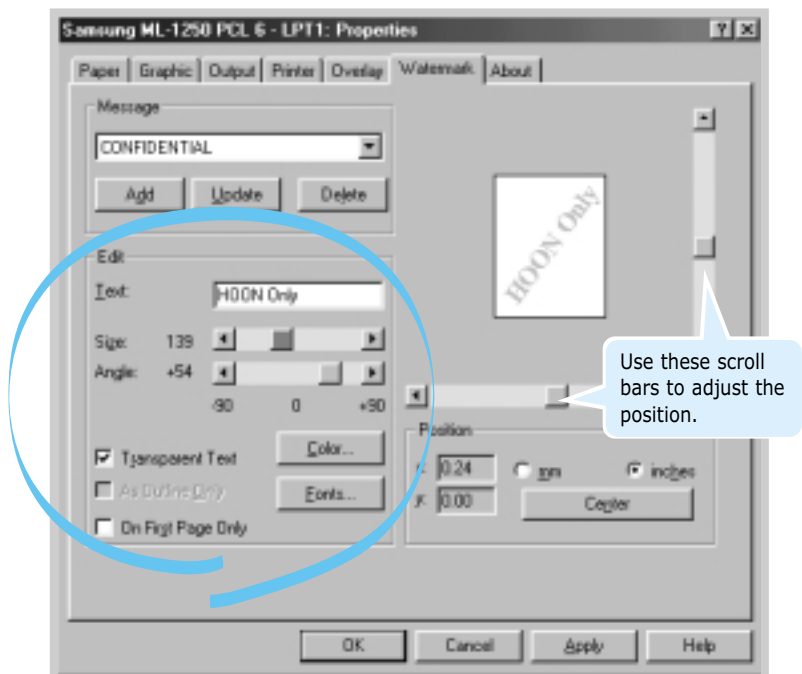 Samsung ML-1250 PCL 6 - LPT1: Properties
Paper Graphic Output Printer Overlay Watermark About
Message
CONFIDENTIAL
Add Update Delete
Edit
Text: HOON Only
Size: 139
Angle: +54
-90 0 +90
Transparent Text
Color...
As Outline Only
Fonts...
On First Page Only
HOON Only
Use these scroll
bars to adjust the
position.
Position
x: 0.24 mm inches
y: 0.00 Center
OK Cancel Apply Help